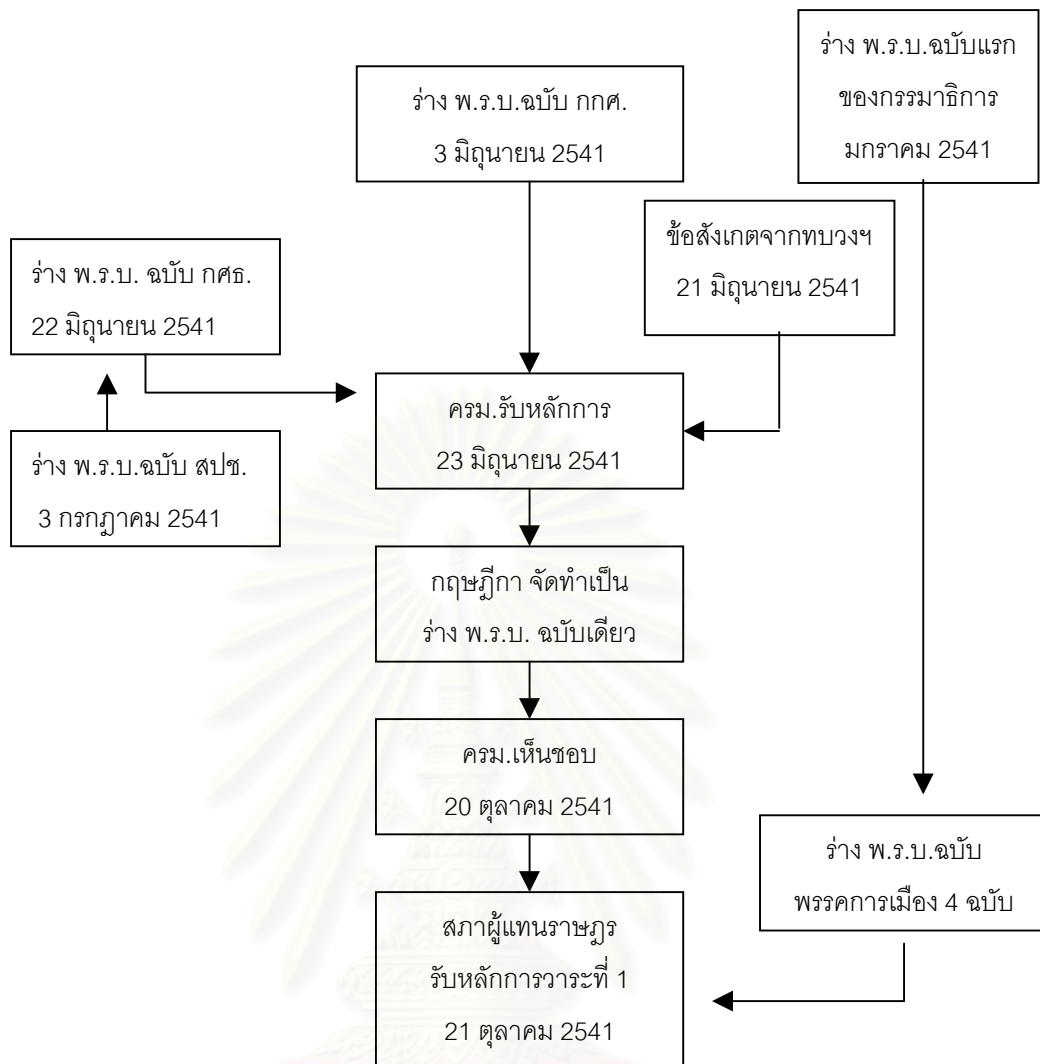 ร่าง พ.ร.บ.ฉบับแรก
ของกรรมาธิการ
มกราคม 2541
ร่าง พ.ร.บ.ฉบับ กกศ.
3 มิถุนายน 2541
ข้อสังเกตจากทบวงฯ
21 มิถุนายน 2541
ร่าง พ.ร.บ. ฉบับ กศธ.
22 มิถุนายน 2541
ครม.รับหลักการ
23 มิถุนายน 2541
ร่าง พ.ร.บ.ฉบับ สปช.
3 กรกฎาคม 2541
กฤษฎีกา จัดทำเป็น
ร่าง พ.ร.บ. ฉบับเดียว
ครม.เห็นชอบ
20 ตุลาคม 2541
ร่าง พ.ร.บ.ฉบับ
พรรคการเมือง 4 ฉบับ
สภาผู้แทนราษฎร
รับหลักการวาระที่ 1
21 ตุลาคม 2541